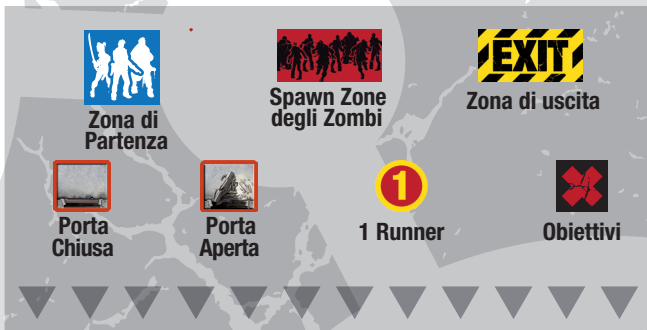 EXIT
Zona di
Partenza
Spawn Zone
degli Zombi
Zona di uscita
1
Porta
Chiusa
Porta
Aperta
1 Runner
Obiettivi